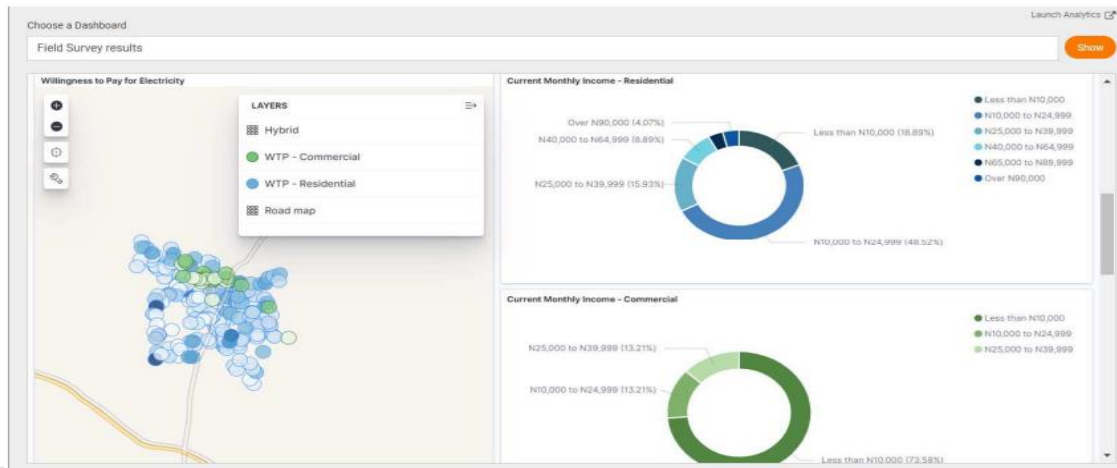 Launch Analytics
Choose a Dashboard
Field Survey results
Show
Willingness to Pay for Electricity
LAYERS
Hybrid
WTP - Commercial
WTP - Residential
Road map
Current Monthly Income - Residential
Over N90,000 (4.07%)
N40,000 to N64,999 (8.89%)
N25,000 to N39,999 (15.93%)
Less than N10,000 (18.89%)
N10,000 to N24,999 (48.52%)
Less than N10,000
N10,000 to N24,999
N25,000 to N39,999
N40,000 to N64,999
N65,000 to N89,999
Over N90,000
Current Monthly Income - Commercial
N25,000 to N39,999 (13.21%)
N10,000 to N24,999 (13.21%)
Less than N10,000 (73.58%)
Less than N10,000
N10,000 to N24,999
N25,000 to N39,999